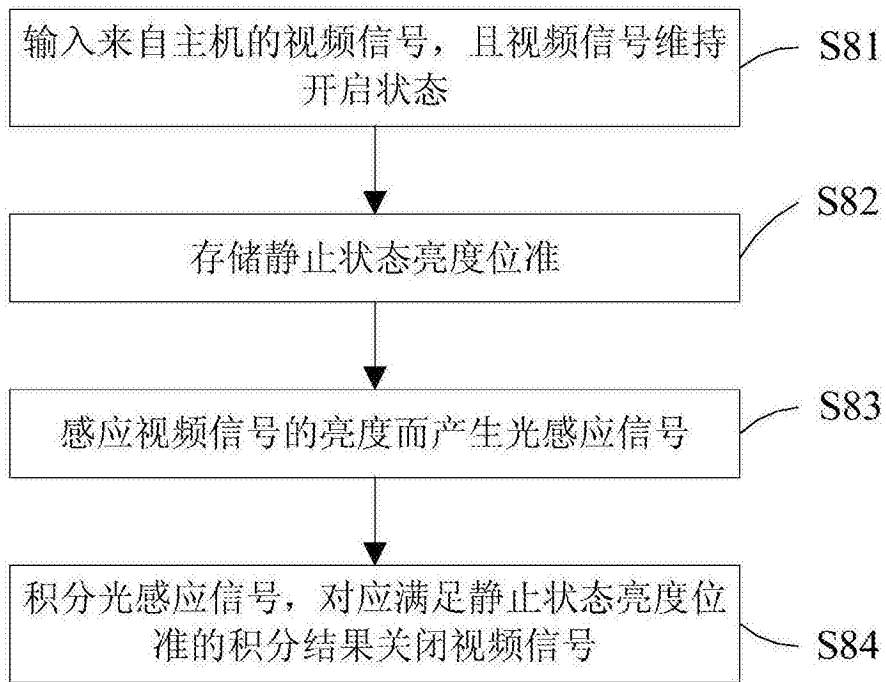 输入来自主机的视频信号，且视频信号维持
开启状态
S81
存储静止状态亮度位准
S82
感应视频信号的亮度而产生光感应信号
S83
积分光感应信号，对应满足静止状态亮度位
准的积分结果关闭视频信号
S84